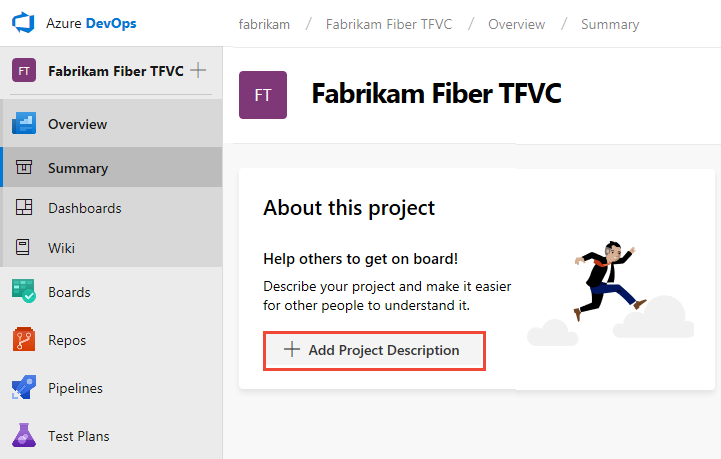 Azure DevOps
fabrikam / Fabrikam Fiber TFVC / Overview / Summary
FT Fabrikam Fiber TFVC
Overview
Summary
Dashboards
Wiki
Boards
Repos
Pipelines
Test Plans
FT Fabrikam Fiber TFVC
About this project
Help others to get on board!
Describe your project and make it easier
for other people to understand it.
Add Project Description